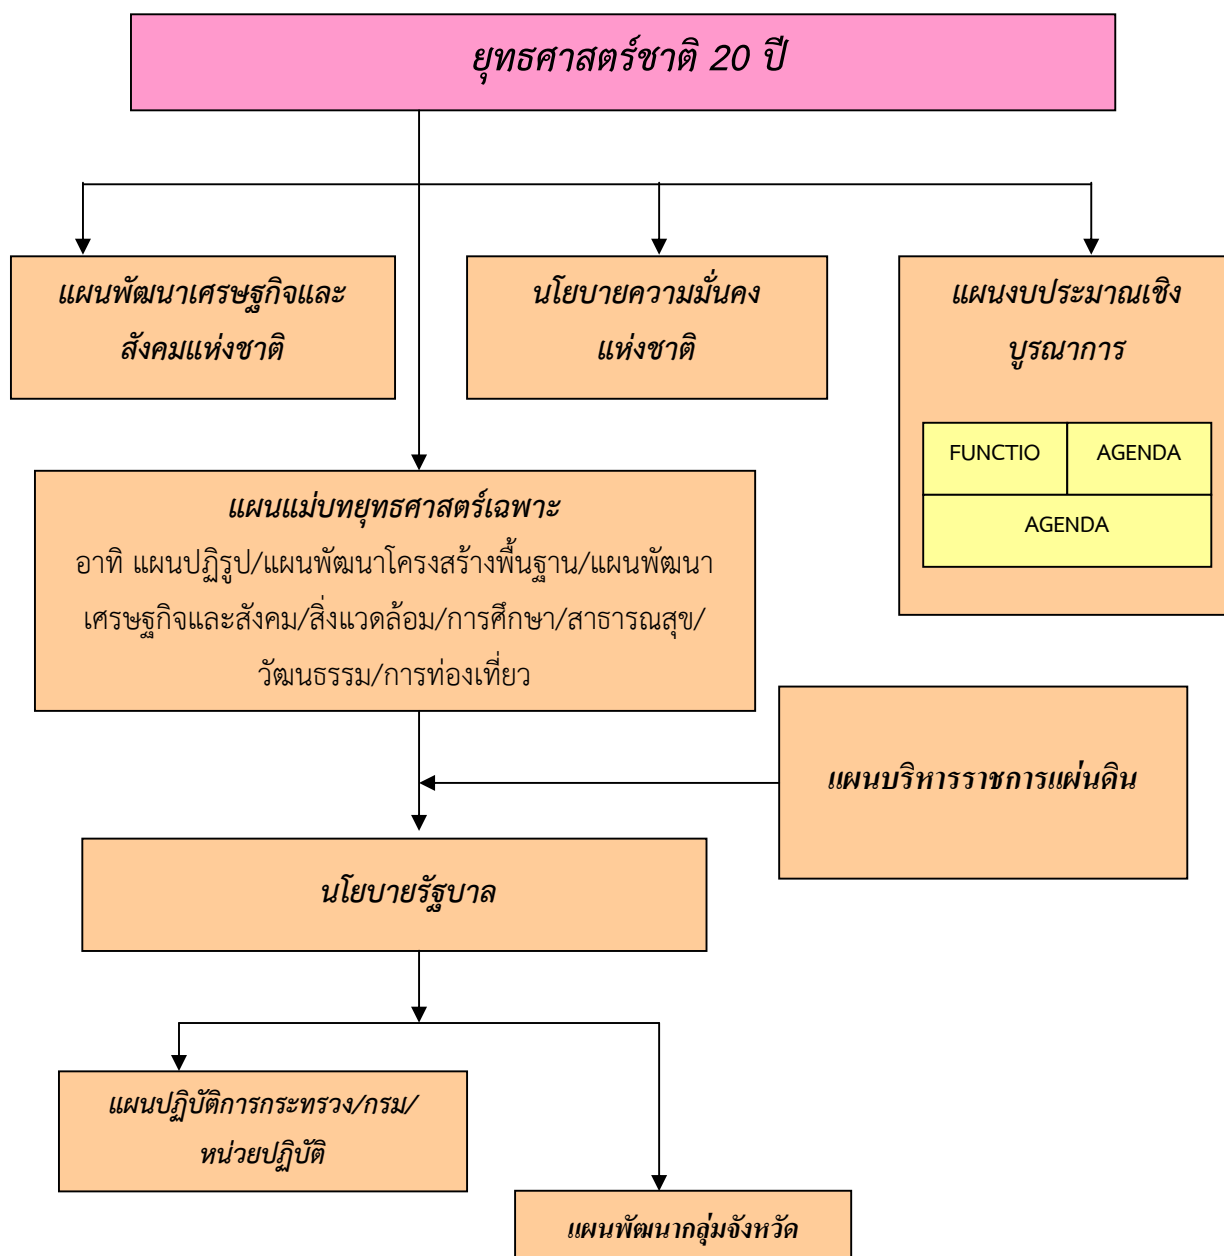 ยุทธศาสตร์ชาติ 20 ปี
แผนพัฒนาเศรษฐกิจและ
สังคมแห่งชาติ
นโยบายความมั่นคง
แห่งชาติ
แผนงบประมาณเชิง
บูรณาการ
FUNCTIO
AGENDA
AGENDA
แผนแม่บทยุทธศาสตร์เฉพาะ
อาทิ แผนปฏิรูป/แผนพัฒนาโครงสร้างพื้นฐาน/แผนพัฒนา
เศรษฐกิจและสังคม/สิ่งแวดล้อม/การศึกษา/สาธารณสุข/
วัฒนธรรม/การท่องเที่ยว
แผนบริหารราชการแผ่นดิน
นโยบายรัฐบาล
แผนปฏิบัติการกระทรวง/กรม/
หน่วยปฏิบัติ
แผนพัฒนากลุ่มจังหวัด